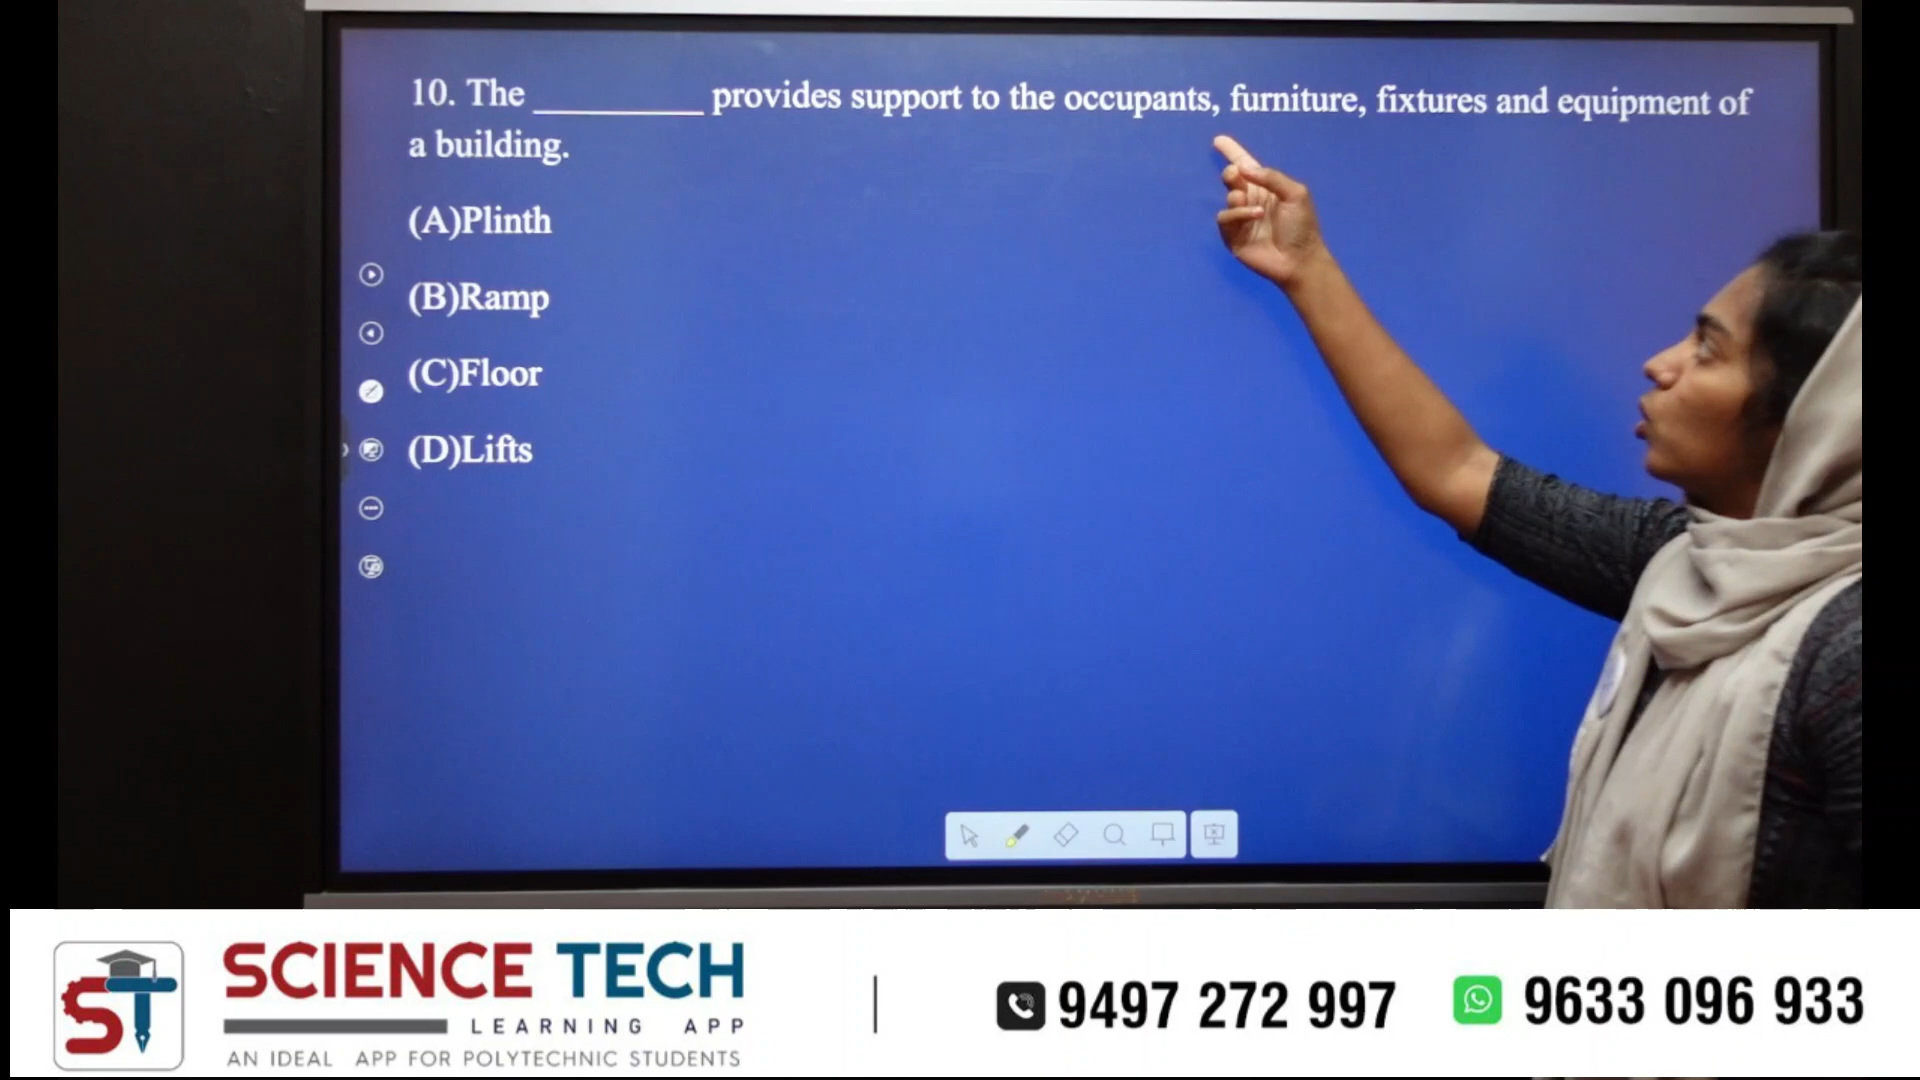 10. The __________ provides support to the occupants, furniture, fixtures and equipment of
a building.
(A)Plinth
(B)Ramp
(C)Floor
(D)Lifts
ST
SCIENCE TECH
LEARNING APP
AN IDEAL APP FOR POLYTECHNIC STUDENTS
9497 272 997
9633 096 933